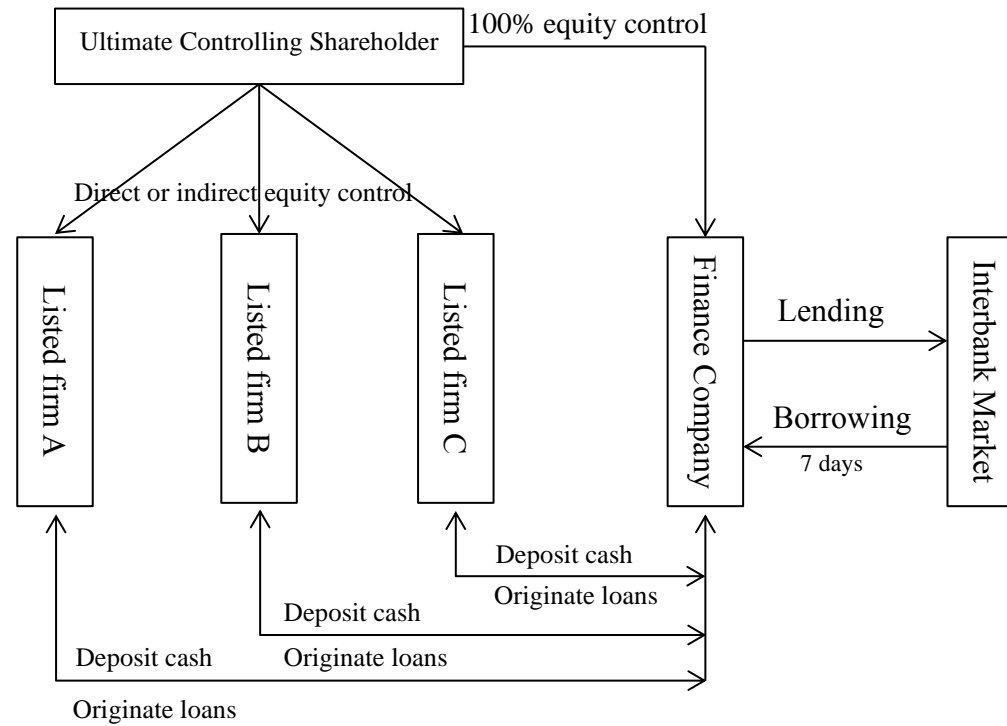 100% equity control
Ultimate Controlling Shareholder
Direct or indirect equity control
Listed firm A
Listed firm B
Listed firm C
Finance Company
Interbank Market
Lending
Borrowing
7 days
Deposit cash
Originate loans
Deposit cash
Originate loans
Deposit cash
Originate loans